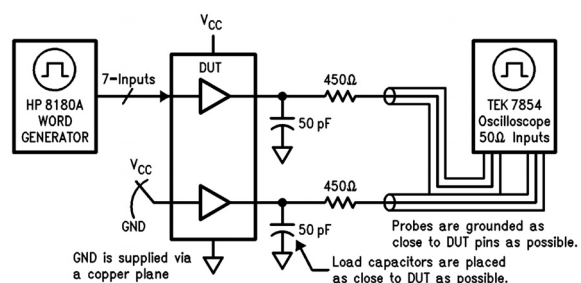 VCC
HP 8180A
WORD
GENERATOR
7-Inputs
DUT
450Ω
50 pF
TEK 7854
Oscilloscope
50Ω Inputs
VCC
GND
450Ω
50 pF
GND is supplied via
a copper plane
Load capacitors are placed
as close to DUT as possible.
Probes are grounded as
close to DUT pins as possible.